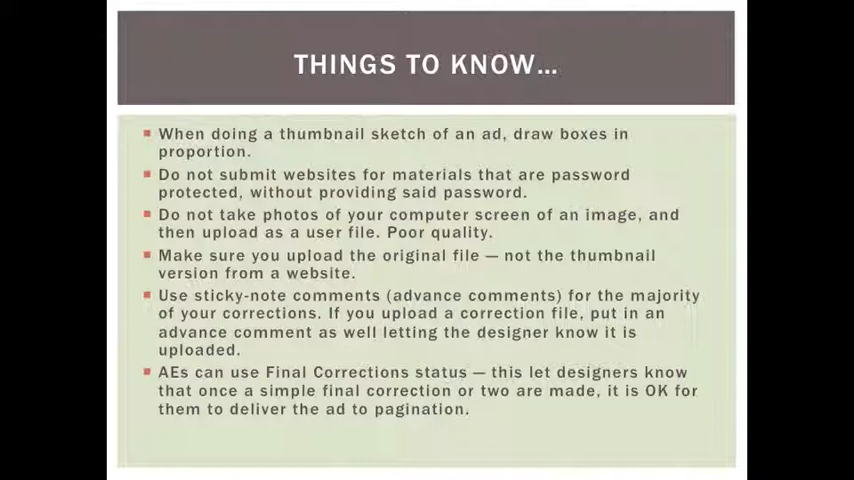 THINGS TO KNOW…
When doing a thumbnail sketch of an ad, draw boxes in
proportion.
Do not submit websites for materials that are password
protected, without providing said password.
Do not take photos of your computer screen of an image, and
then upload as a user file. Poor quality.
Make sure you upload the original file — not the thumbnail
version from a website.
Use sticky-note comments (advance comments) for the majority
of your corrections. If you upload a correction file, put in an
advance comment as well letting the designer know it is
uploaded.
AEs can use Final Corrections status — this let designers know
that once a simple final correction or two are made, it is OK for
them to deliver the ad to pagination.